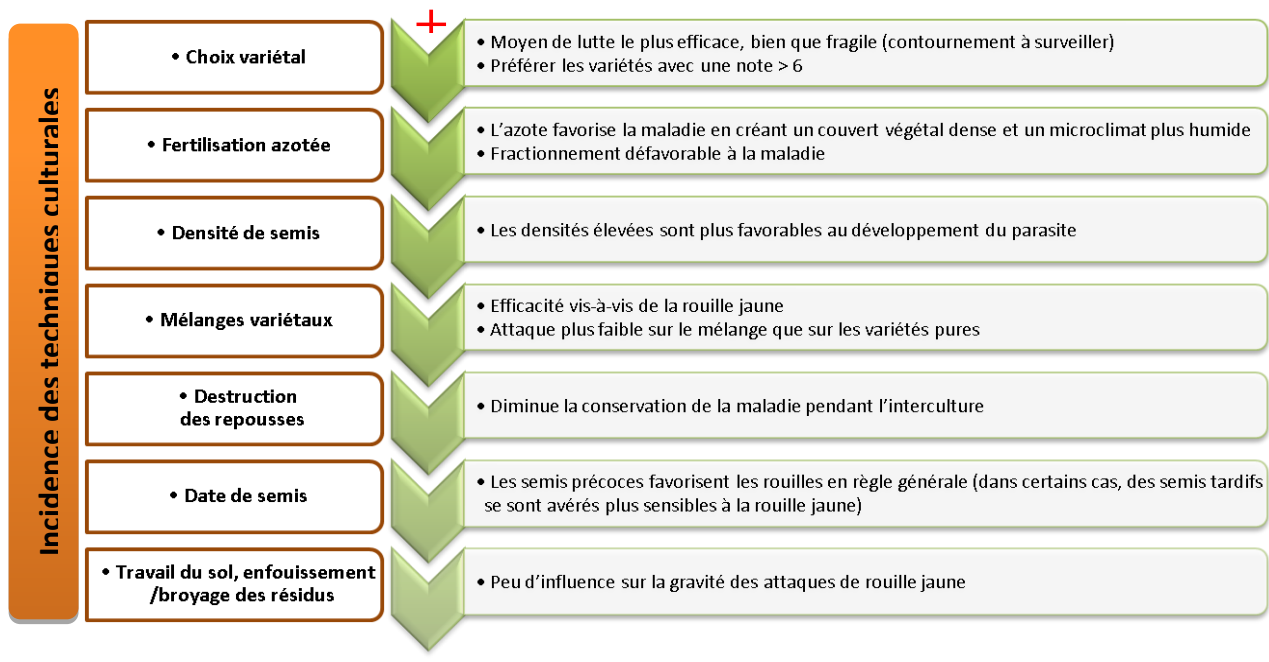 Incidence des techniques culturales
+
• Choix variétal
• Moyen de lutte le plus efficace, bien que fragile (contournement à surveiller)
• Préférer les variétés avec une note > 6
• Fertilisation azotée
• L’azote favorise la maladie en créant un couvert végétal dense et un microclimat plus humide
• Fractionnement défavorable à la maladie
• Densité de semis
• Les densités élevées sont plus favorables au développement du parasite
• Mélanges variétaux
• Efficacité vis-à-vis de la rouille jaune
• Attaque plus faible sur le mélange que sur les variétés pures
• Destruction
des repousses
• Diminue la conservation de la maladie pendant l’interculture
• Date de semis
• Les semis précoces favorisent les rouilles en règle générale (dans certains cas, des semis tardifs
se sont avérés plus sensibles à la rouille jaune)
• Travail du sol, enfouissement
/broyage des résidus
• Peu d’influence sur la gravité des attaques de rouille jaune